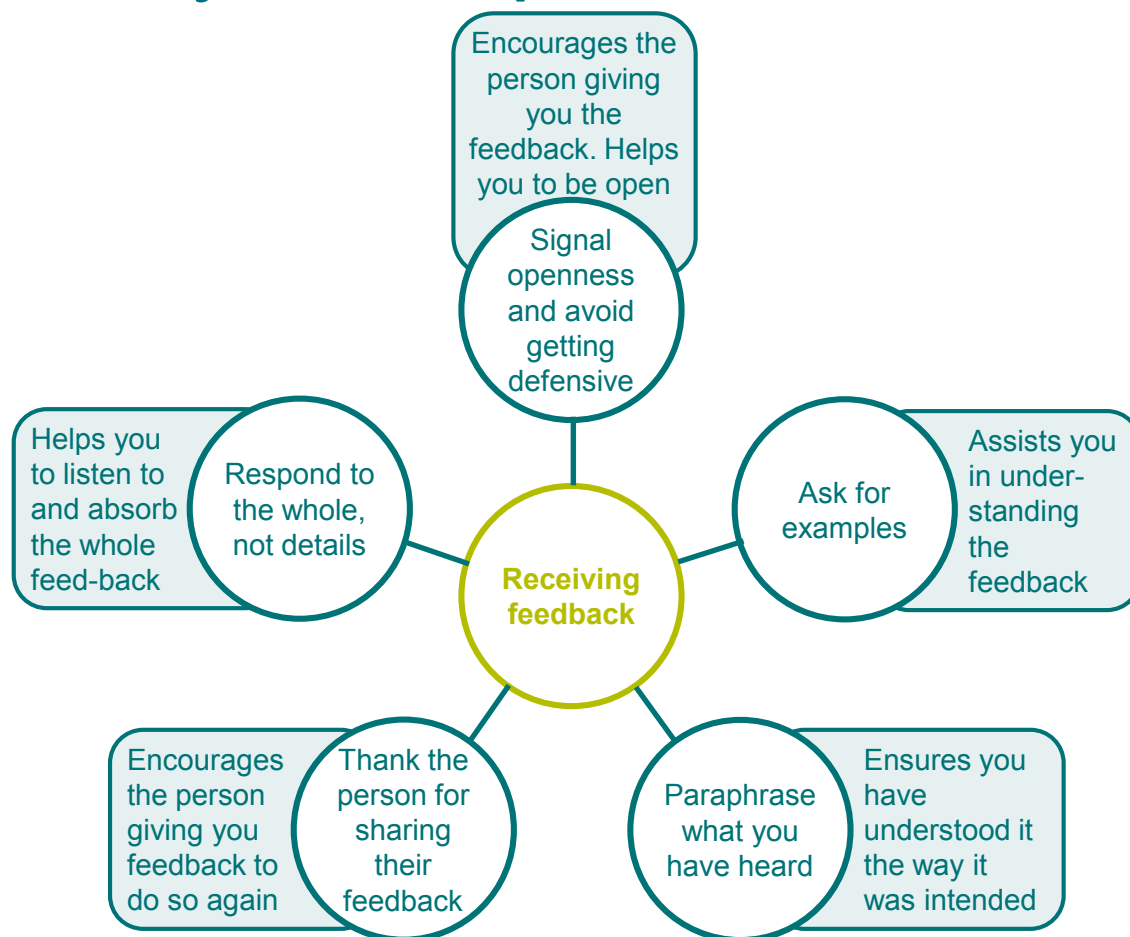 Encourages the
person giving
you the
feedback. Helps
you to be open
Signal
openness
and avoid
getting
defensive
Helps you
to listen to
and absorb
the whole
feed-back
Respond to
the whole,
not details
Ask for
examples
Assists you
in under-
standing
the
feedback
Receiving
feedback
Encourages
the person
giving you
feedback to
do so again
Thank the
person for
sharing
their
feedback
Paraphrase
what you
have heard
Ensures you
have
understood it
the way it
was intended